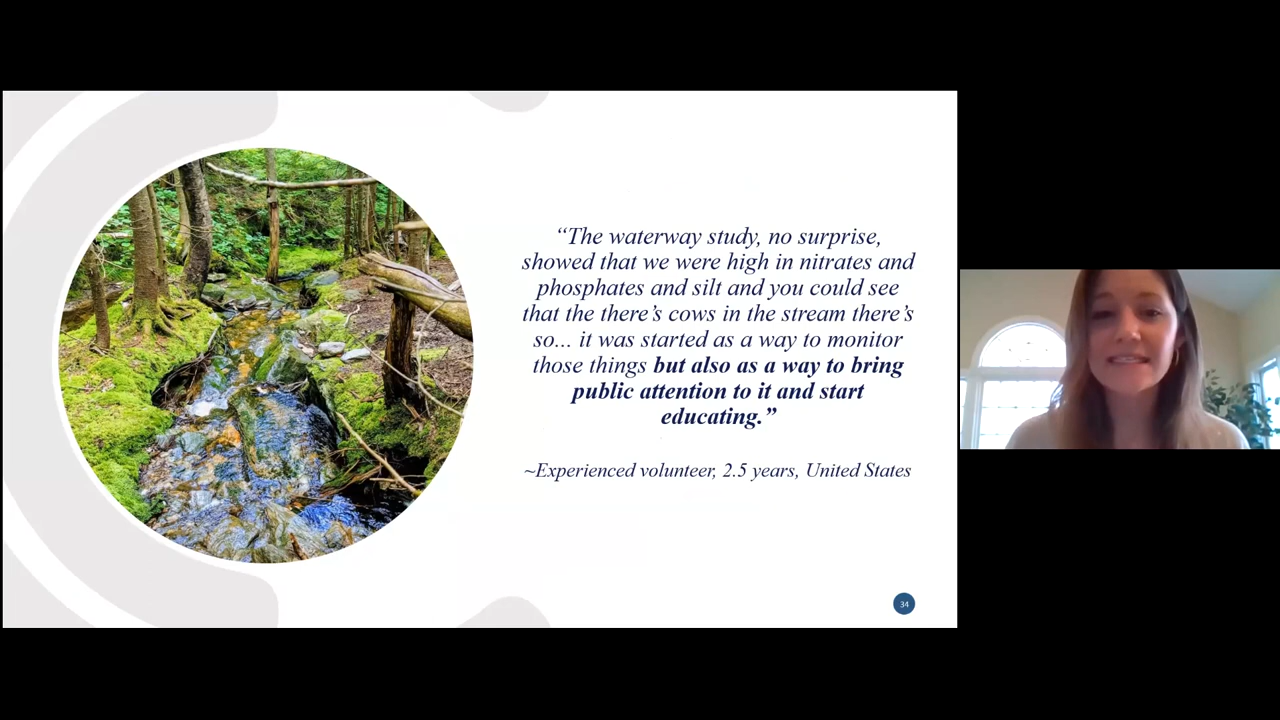 “The waterway study, no surprise,
showed that we were high in nitrates and
phosphates and silt and you could see
that the there’s cows in the stream there’s
so... it was started as a way to monitor
those things but also as a way to bring
public attention to it and start
educating.”
~Experienced volunteer, 2.5 years, United States
34